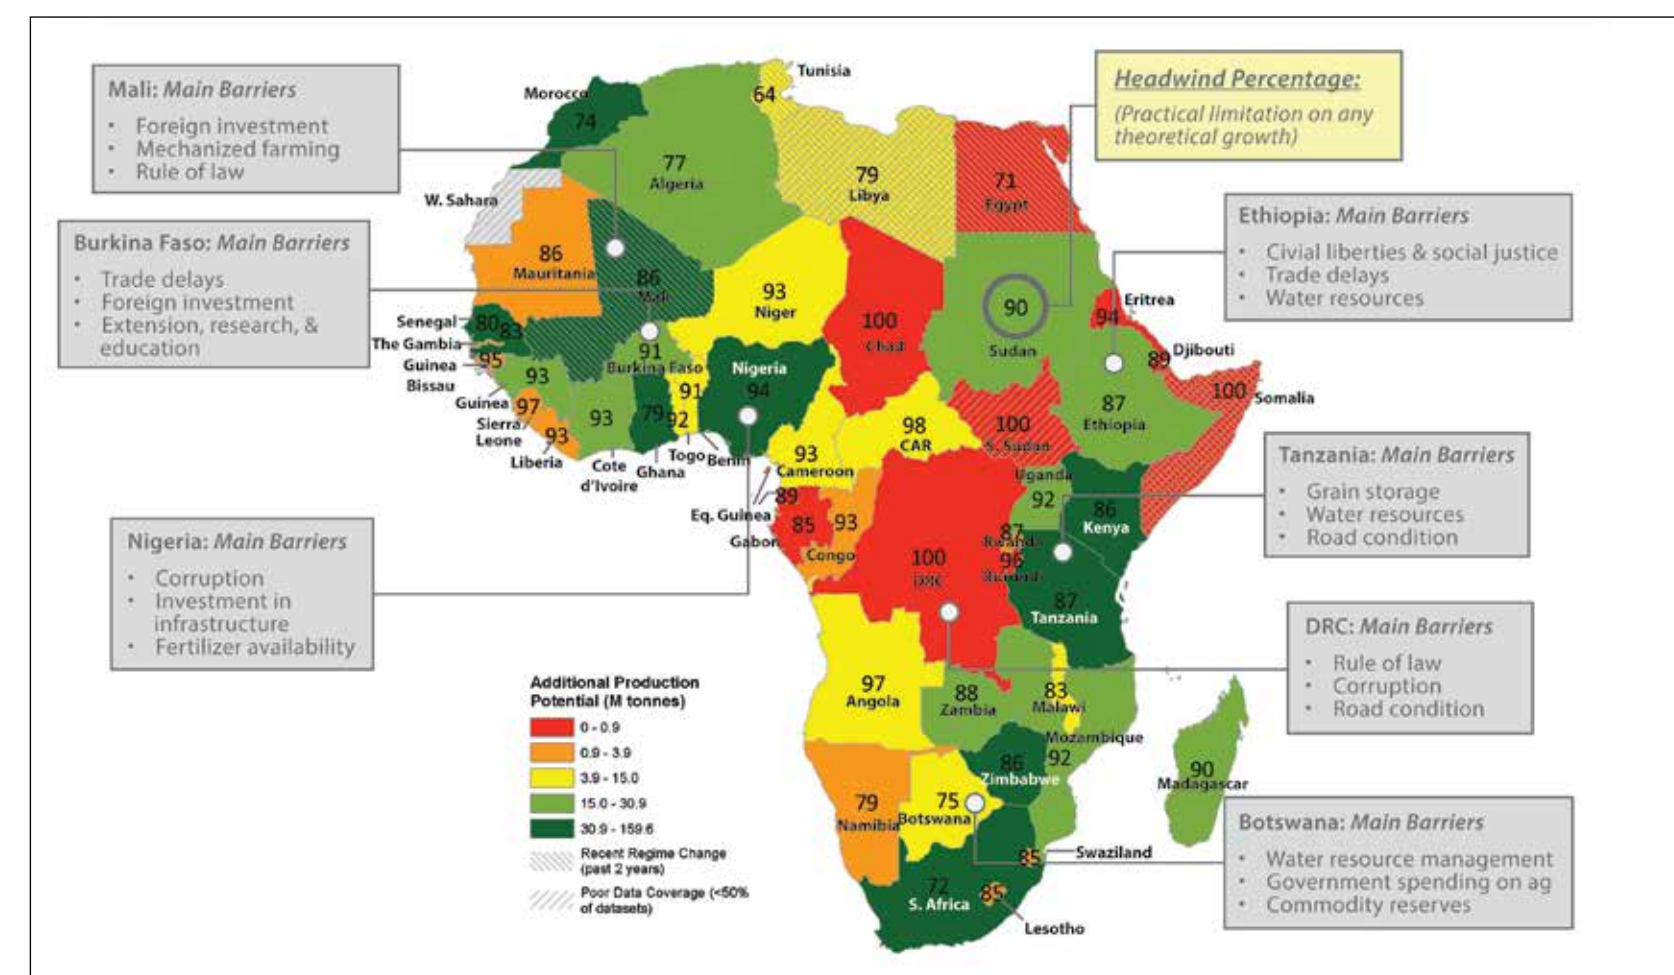 Mali: Main Barriers
• Foreign investment
• Mechanized farming
• Rule of law
Burkina Faso: Main Barriers
• Trade delays
• Foreign investment
• Extension, research, &
education
Nigeria: Main Barriers
• Corruption
• Investment in
infrastructure
• Fertilizer availability
Headwind Percentage:
(Practical limitation on any
theoretical growth)
Ethiopia: Main Barriers
• Civial liberties & social justice
• Trade delays
• Water resources
Tanzania: Main Barriers
• Grain storage
• Water resources
• Road condition
DRC: Main Barriers
• Rule of law
• Corruption
• Road condition
Botswana: Main Barriers
• Water resource management
• Government spending on ag
• Commodity reserves
Tunisia
64
Morocco
74
77
Algeria
79
Libya
71
Egypt
W. Sahara
86
Mauritania
86
Mali
93
Niger
100
Chad
90
Sudan
Eritrea
94
Senegal
80
83
The Gambia
Guinea
Bissau
95
89
Djibouti
91
Burkina Faso
Nigeria
94
93
Guinea
97
Sierra
Leone
93
Liberia
93
Cote
d'Ivoire
79
Ghana
92
Togo
91
Benin
98
CAR
100
S. Sudan
87
Ethiopia
100
Somalia
93
Cameroon
89
Eq. Guinea
85
Gabon
93
Congo
100
DRC
Uganda
92
86
Kenya
87
Rwanda
96
Burundi
87
Tanzania
97
Angola
88
Zambia
83
Malawi
Mozambique
92
86
Zimbabwe
90
Madagascar
79
Namibia
75
Botswana
85
Swaziland
72
S. Africa
85
Lesotho
Additional Production
Potential (M tonnes)
0 - 0.9
0.9 - 3.9
3.9 - 15.0
15.0 - 30.9
30.9 - 159.6
Recent Regime Change
(past 2 years)
Poor Data Coverage (<50%
of datasets)